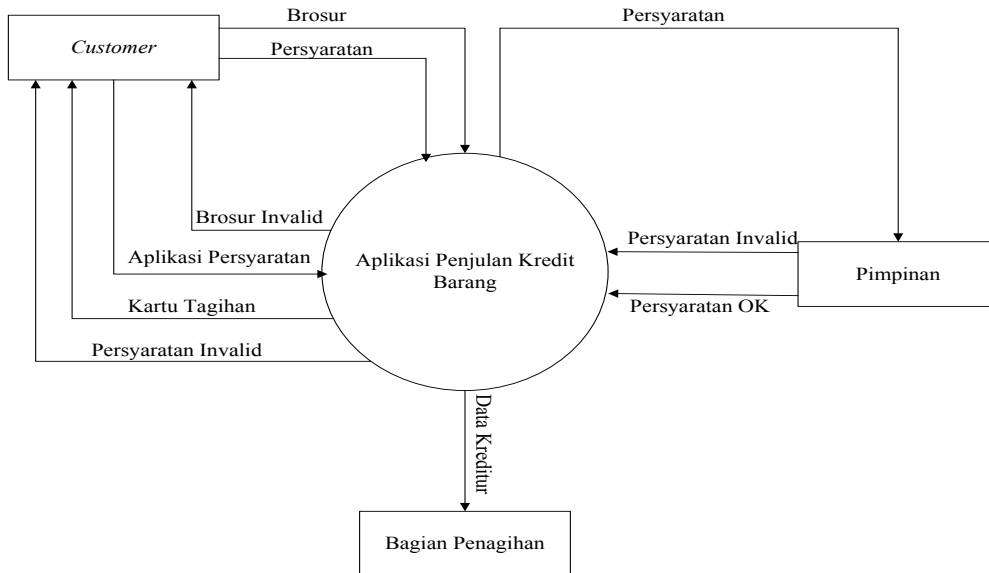 Brosur
Persyaratan
Customer
Persyaratan
Brosur Invalid
Aplikasi Persyaratan
Kartu Tagihan
Persyaratan Invalid
Aplikasi Penjulan Kredit
Barang
Persyaratan Invalid
Pimpinan
Persyaratan OK
Data Kreditur
Bagian Penagihan